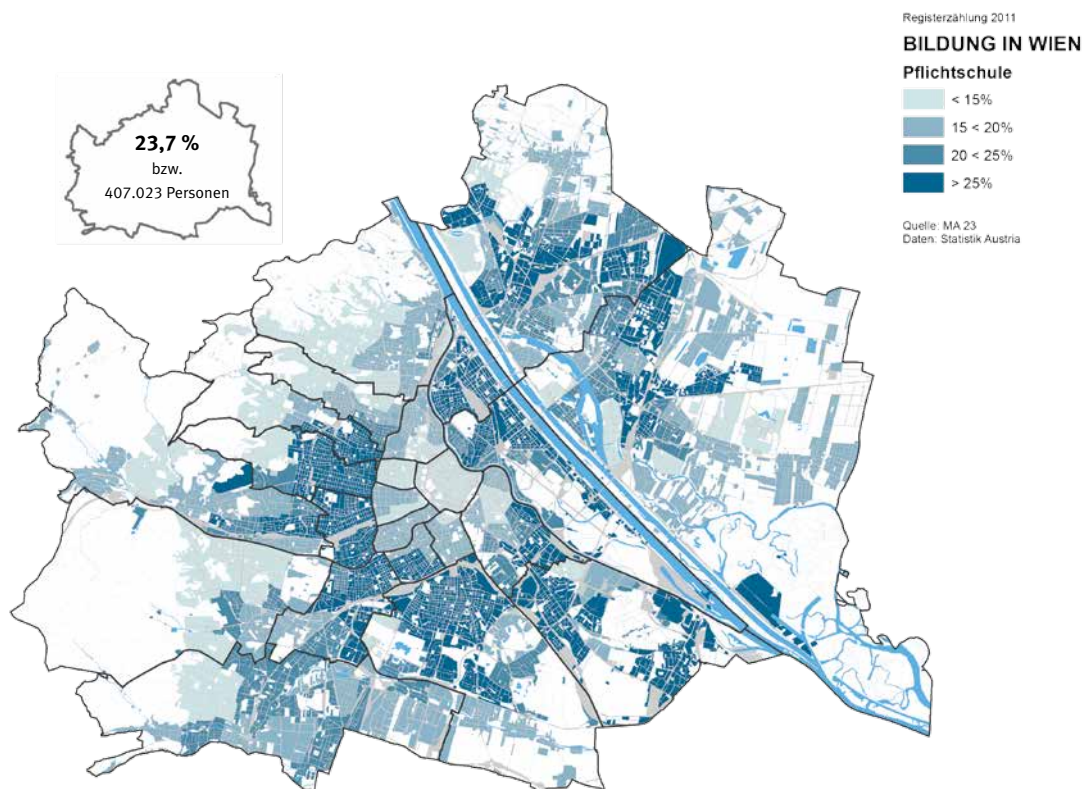 Registerzählung 2011
BILDUNG IN WIEN
Pflichtschule
< 15%
15 < 20%
20 < 25%
> 25%
Quelle: MA 23
Daten: Statistik Austria
23,7 %
bzw.
407.023 Personen